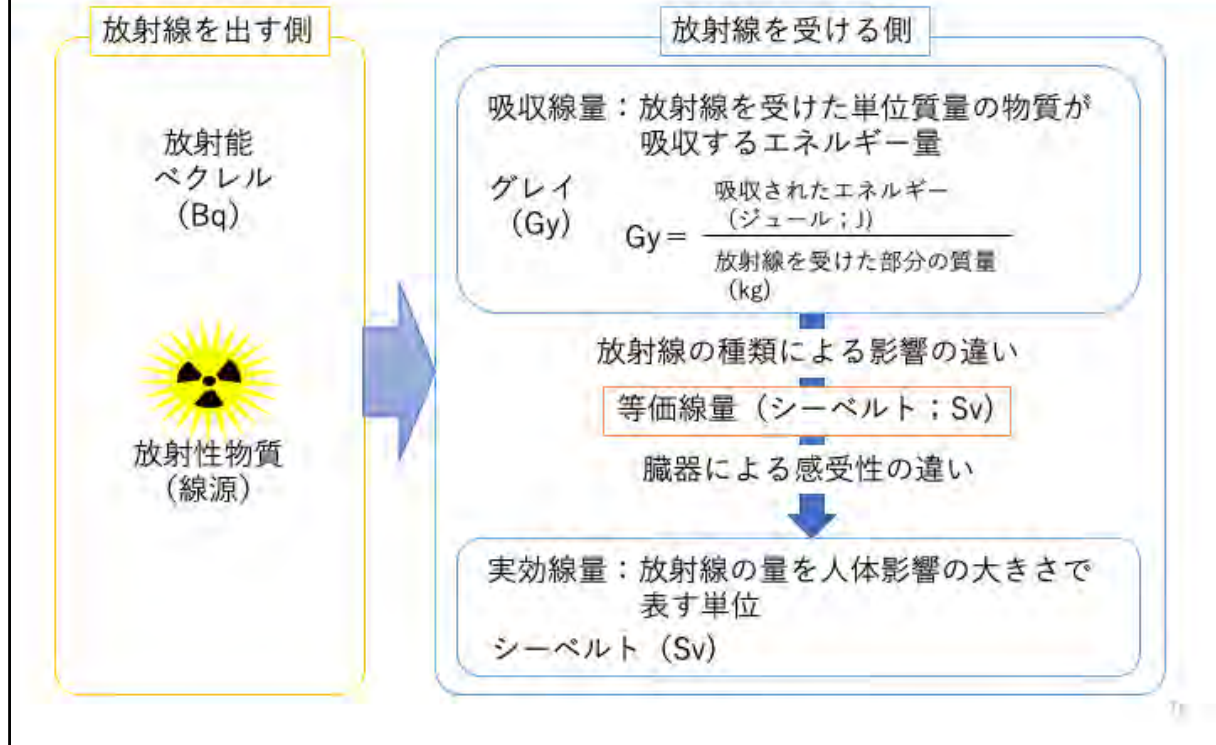 放射線を出す側
放射能
ベクレル
（Bq）
放射性物質
（線源）
放射線を受ける側
吸収線量：放射線を受けた単位質量の物質が
吸収するエネルギー量
グレイ
（Gy）
Gy＝
吸収されたエネルギー
（ジュール；J)）
放射線を受けた部分の質量
（kg）
放射線の種類による影響の違い
等価線量（シーベルト；Sv）
臓器による感受性の違い
実効線量：放射線の量を人体影響の大きさで
表す単位
シーベルト（Sv）